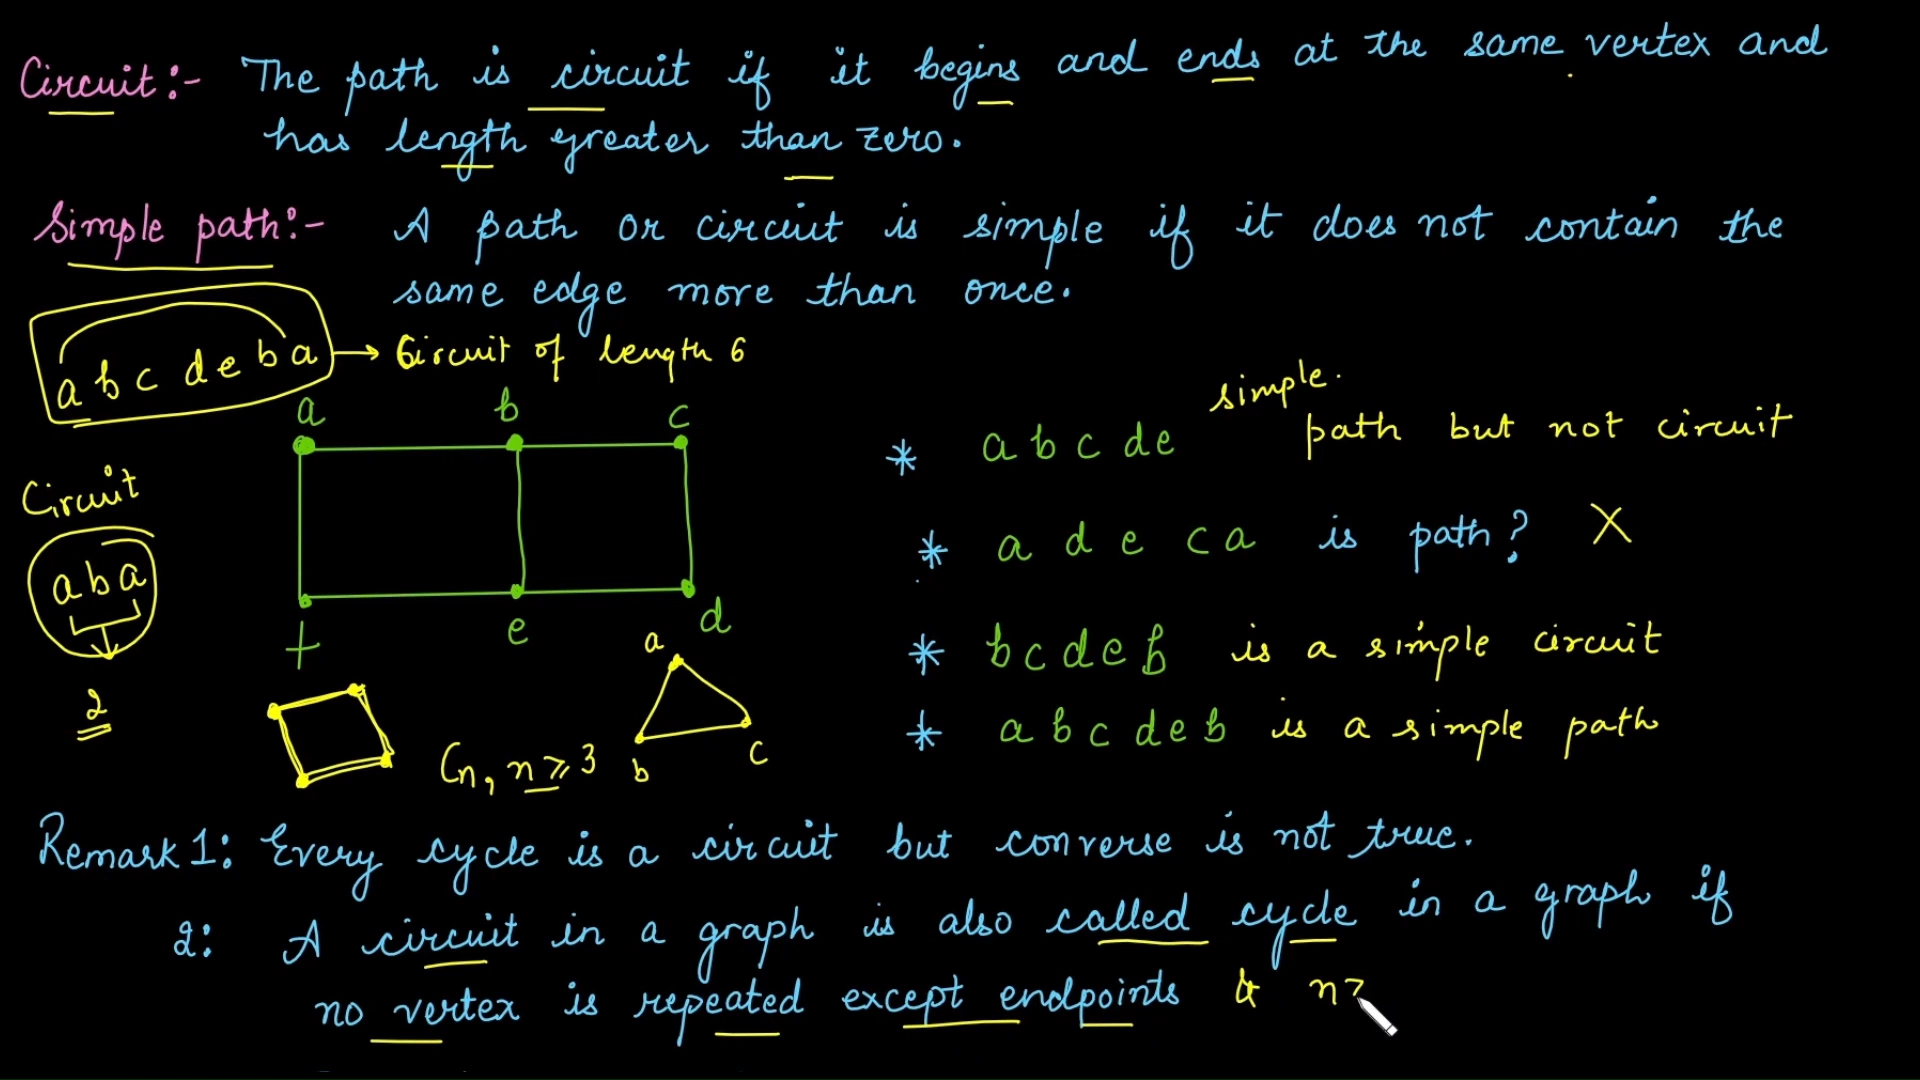 Circuit:- The path is circuit if it begins and ends at the same vertex and
has length greater than zero.
Simple path:- A path or circuit is simple if it does not contain the
same edge more than once.
a b c d e b a → Circuit of length 6
a b c
f e d
Circuit
a b a
2
Cn, n ≥ 3
a
b c
* a b c d e simple. path but not circuit
* a d e c a is path? X
* b c d e b is a simple circuit
* a b c d e b is a simple path
Remark 1: Every cycle is a circuit but converse is not true.
2: A circuit in a graph is also called cycle in a graph if
no vertex is repeated except endpoints & n